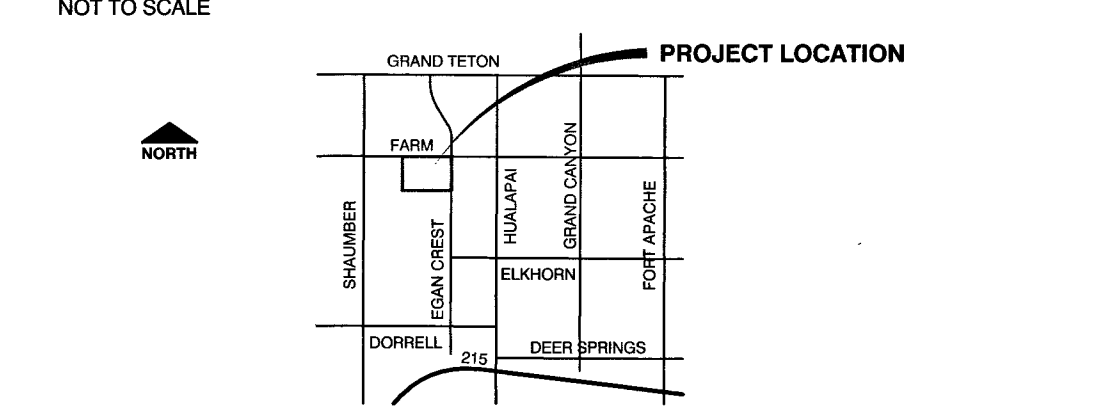 NOT TO SCALE
PROJECT LOCATION
GRAND TETON
FARM
NORTH
SHAUMBER
EGAN CREST
HUALAPAI
GRAND CANYON
FORT APACHE
ELKHORN
DORRELL
DEER SPRINGS
215